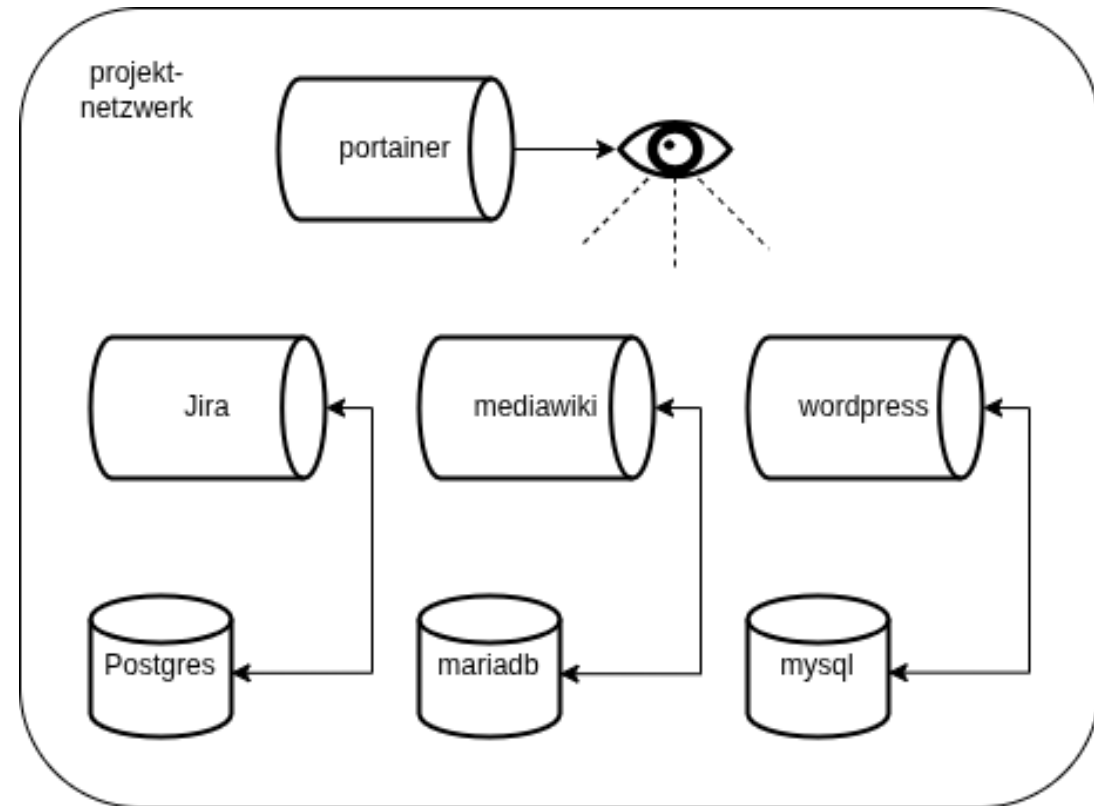 projekt-
netzwerk
portainer
Jira
mediawiki
wordpress
Postgres
mariadb
mysql